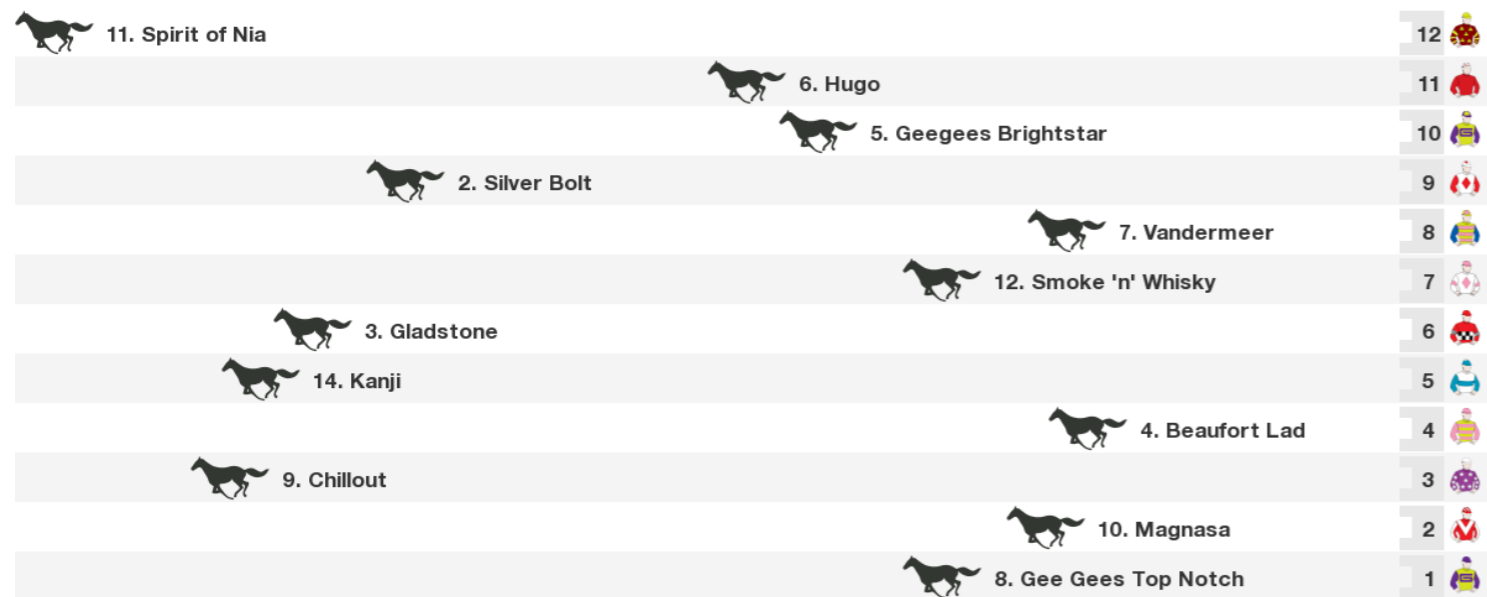 11. Spirit of Nia 12
6. Hugo 11
5. Geegees Brightstar 10
2. Silver Bolt 9
7. Vandermeer 8
12. Smoke 'n' Whisky 7
3. Gladstone 6
14. Kanji 5
4. Beaufort Lad 4
9. Chillout 3
10. Magnasa 2
8. Gee Gees Top Notch 1